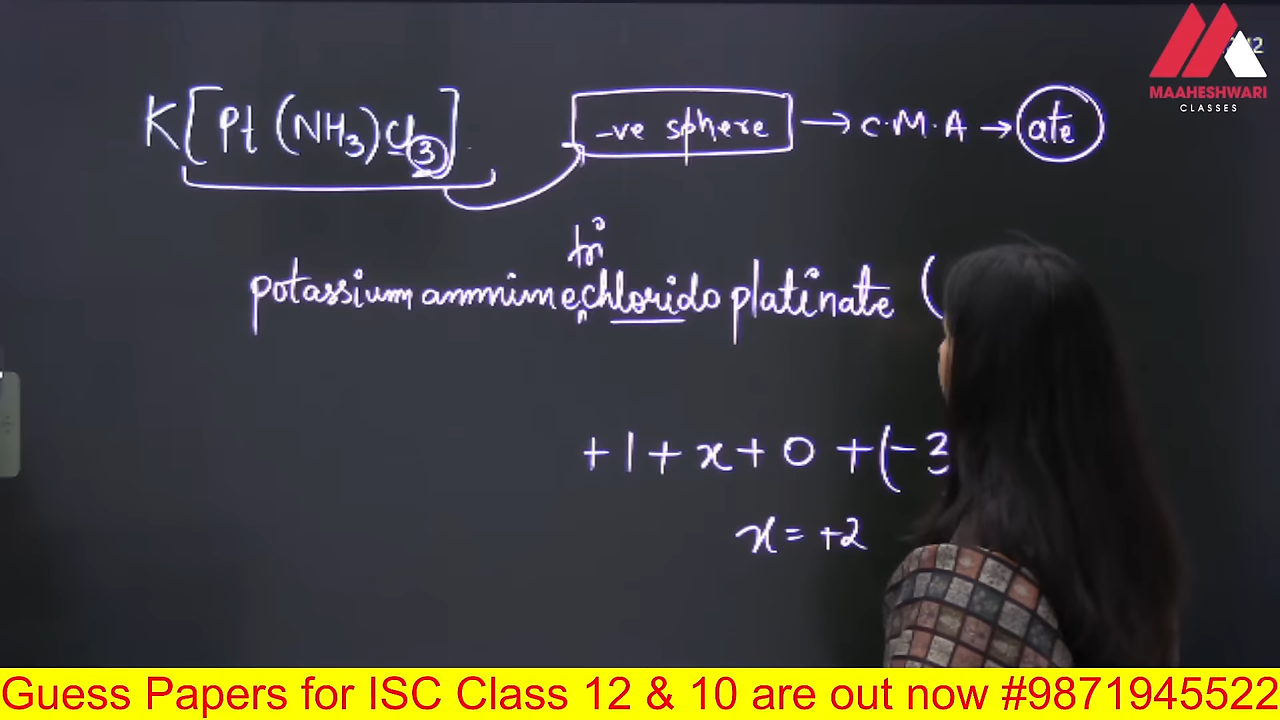 MAAHESHWARI
CLASSES
K[Pt(NH3)Cl3]
-ve sphere → C.M.A → ate
tri
potassium ammine chlorido platinate (
+1+x+0+(-3
x = +2
Guess Papers for ISC Class 12 & 10 are out now #9871945522